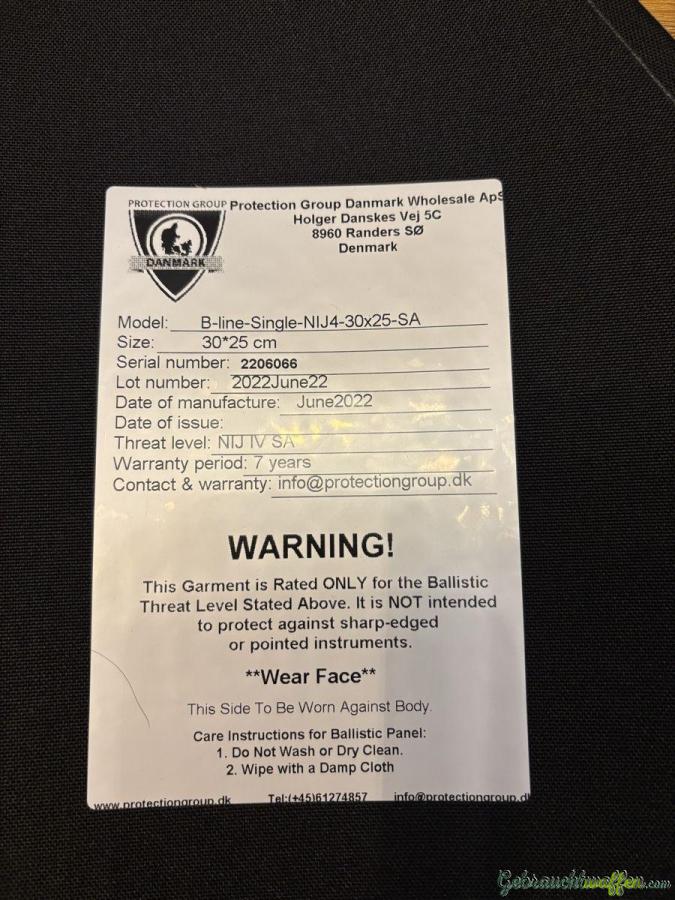 PROTECTION GROUP
DANMARK
Protection Group Danmark Wholesale ApS
Holger Danskes Vej 5C
8960 Randers SØ
Denmark
Model: B-line-Single-NIJ4-30x25-SA
Size: 30*25 cm
Serial number: 2206066
Lot number: 2022June22
Date of manufacture: June2022
Date of issue:
Threat level: NIJ IV SA
Warranty period: 7 years
Contact & warranty: info@protectiongroup.dk
WARNING!
This Garment is Rated ONLY for the Ballistic
Threat Level Stated Above. It is NOT intended
to protect against sharp-edged
or pointed instruments.
**Wear Face**
This Side To Be Worn Against Body.
Care Instructions for Ballistic Panel:
1. Do Not Wash or Dry Clean.
2. Wipe with a Damp Cloth
www.protectiongroup.dk Tel:(+45)61274857 info@protectiongroup.dk
Gebrauchtwaffen.com